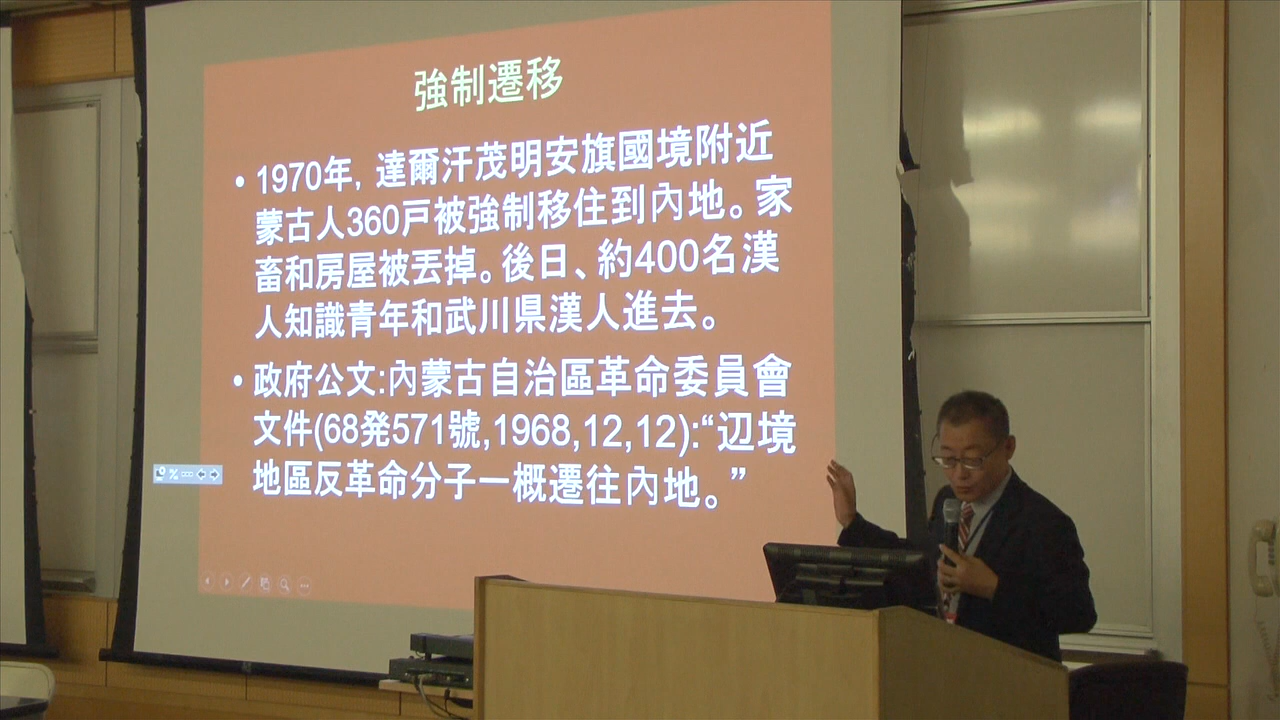 強制遷移
• 1970年，達爾汗茂明安旗國境附近
蒙古人360戸被強制移住到內地。家
畜和房屋被丟掉。後日、約400名漢
人知識青年和武川県漢人進去。
• 政府公文:內蒙古自治區革命委員會
文件(68発571號,1968,12,12):“辺境
地區反革命分子一概遷往內地。”